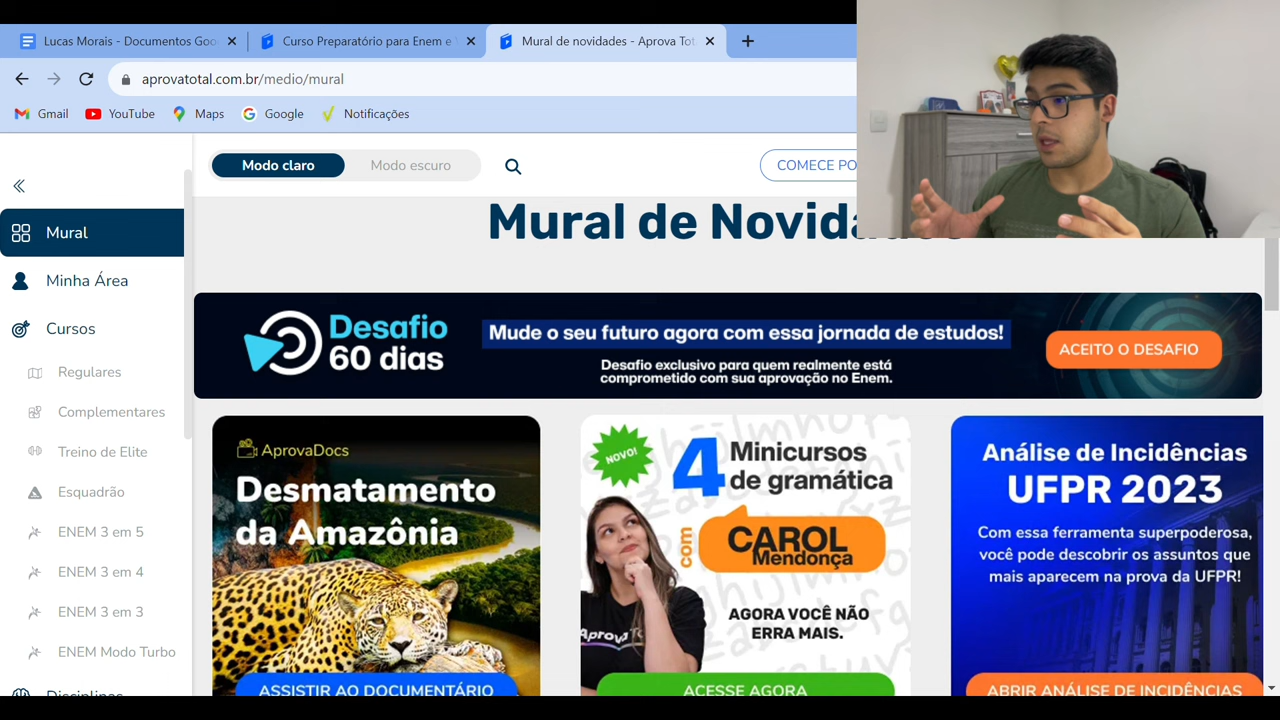 Lucas Morais - Documentos Goo
Curso Preparatório para Enem e
Mural de novidades - Aprova Tot
aprovatotal.com.br/medio/mural
Gmail
YouTube
Maps
Google
Notificações
Modo claro
Modo escuro
COMECE PO
Mural
Minha Área
Cursos
Regulares
Complementares
Treino de Elite
Esquadrão
ENEM 3 em 5
ENEM 3 em 4
ENEM 3 em 3
ENEM Modo Turbo
Disciplinas
Mural de Novidades
Desafio
60 dias
Mude o seu futuro agora com essa jornada de estudos!
Desafio exclusivo para quem realmente está
comprometido com sua aprovação no Enem.
ACEITO O DESAFIO
AprovaDocs
Desmatamento
da Amazônia
ASSISTIR AO DOCUMENTÁRIO
NOVO!
4 Minicursos
de gramática
com
CAROL
Mendonça
AGORA VOCÊ NÃO
ERRA MAIS.
ACESSE AGORA
Análise de Incidências
UFPR 2023
Com essa ferramenta superpoderosa,
você pode descobrir os assuntos que
mais aparecem na prova da UFPR!
ABRIR ANÁLISE DE INCIDÊNCIAS